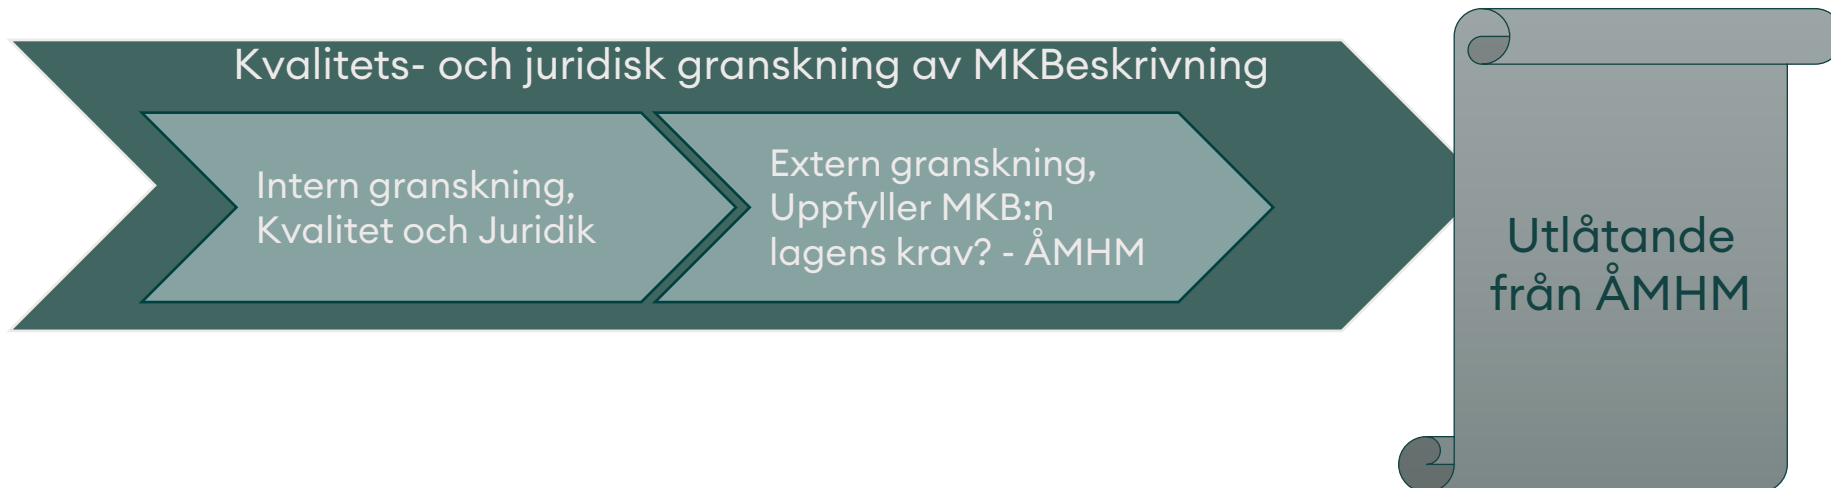 Kvalitets- och juridisk granskning av MKBeskrivning
Intern granskning,
Kvalitet och Juridik
Extern granskning,
Uppfyller MKB:n
lagens krav? - ÅMHM
Utlåtande
från ÅMHM